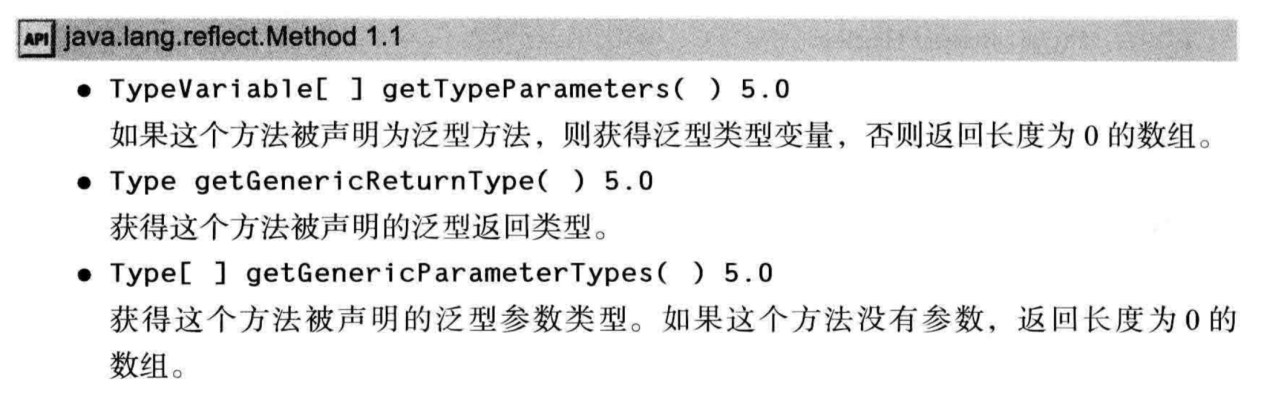 API java.lang.reflect.Method 1.1
● TypeVariable[ ] getTypeParameters( ) 5.0
如果这个方法被声明为泛型方法，则获得泛型类型变量，否则返回长度为 0 的数组。
● Type getGenericReturnType( ) 5.0
获得这个方法被声明的泛型返回类型。
● Type[ ] getGenericParameterTypes( ) 5.0
获得这个方法被声明的泛型参数类型。如果这个方法没有参数，返回长度为 0 的
数组。